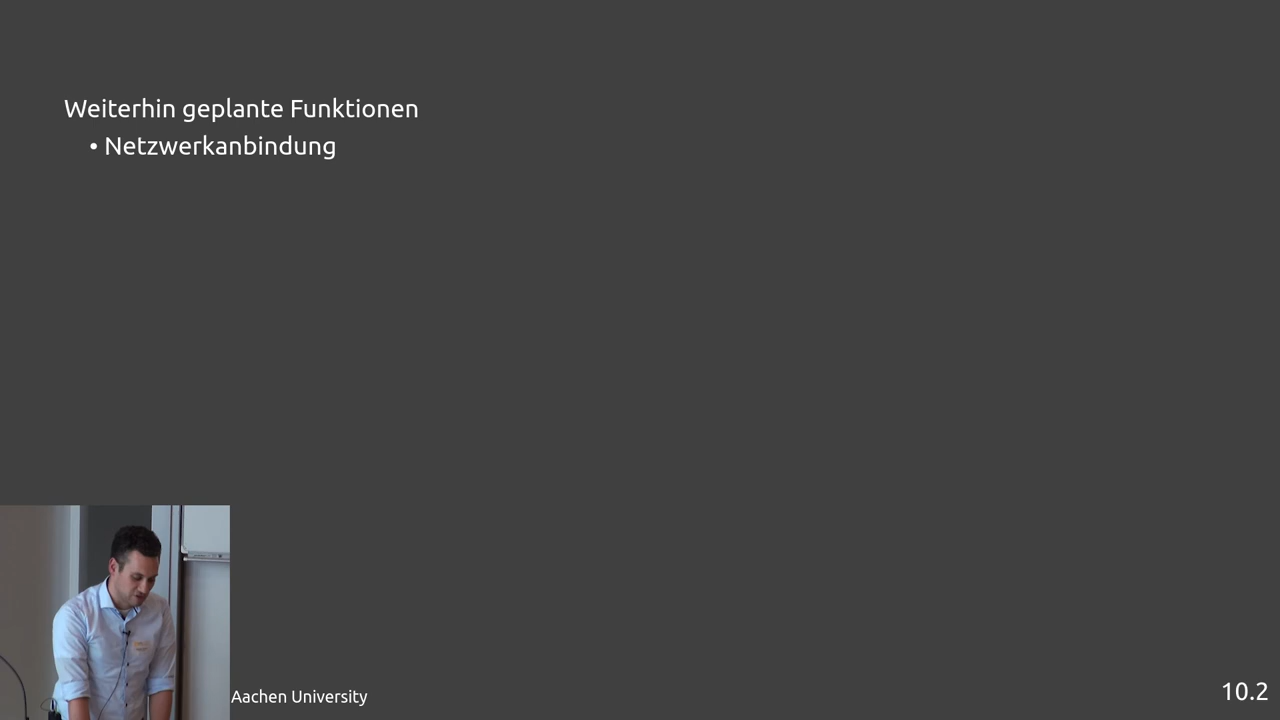 Weiterhin geplante Funktionen
• Netzwerkanbindung
Aachen University
10.2